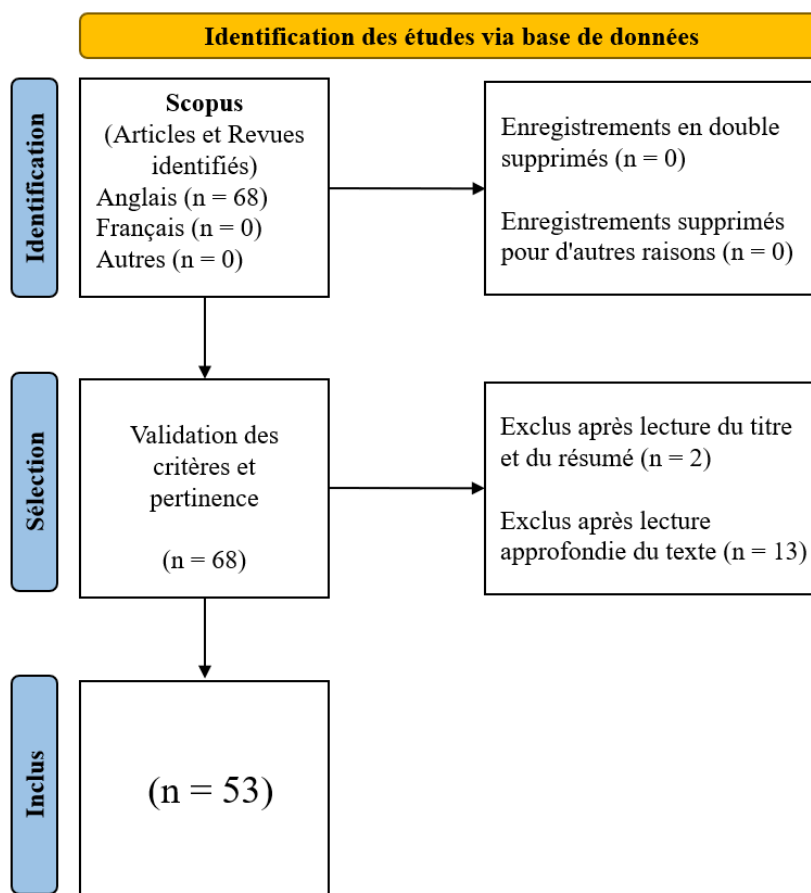 Identification des études via base de données
Identification
Scopus
(Articles et Revues
identifiés)
Anglais (n = 68)
Français (n = 0)
Autres (n = 0)
Enregistrements en double
supprimés (n = 0)
Enregistrements supprimés
pour d'autres raisons (n = 0)
Sélection
Validation des
critères et
pertinence
(n = 68)
Exclus après lecture du titre
et du résumé (n = 2)
Exclus après lecture
approfondie du texte (n = 13)
Inclus
(n = 53)